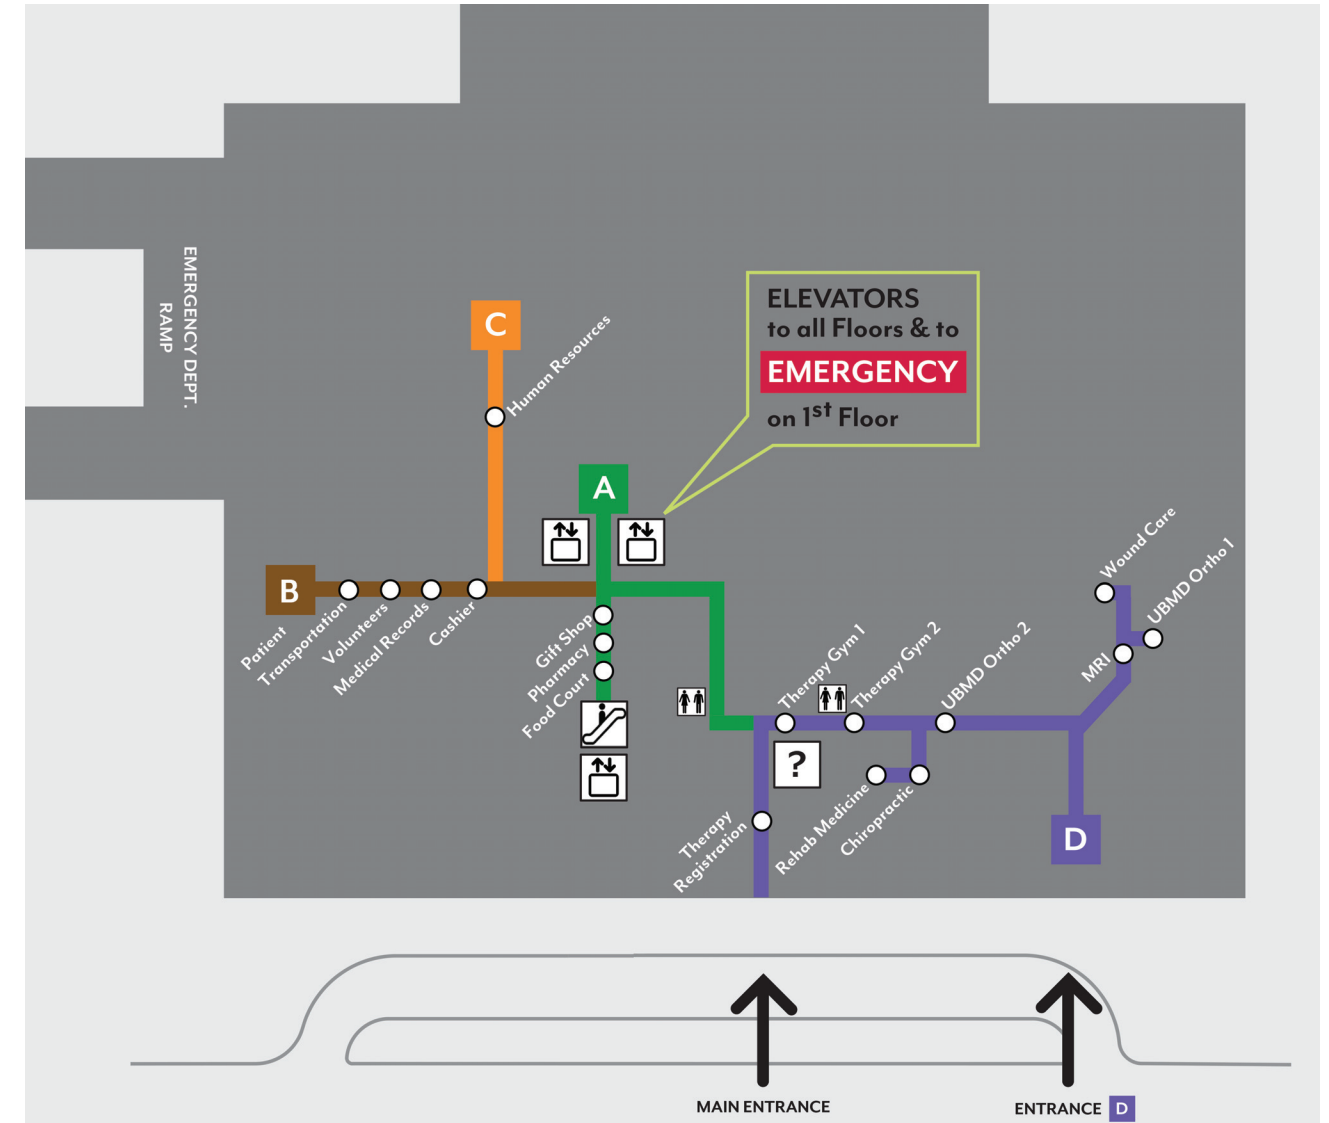 EMERGENCY DEPT.
RAMP
ELEVATORS
to all Floors & to
EMERGENCY
on 1st Floor
C
Human Resources
A
B
Patient
Transportation
Volunteers
Medical Records
Cashier
Gift Shop
Pharmacy
Food Court
Wound Care
UBMD Ortho 1
MRI
Therapy Gym 1
Therapy Gym 2
UBMD Ortho 2
?
Therapy
Registration
Rehab Medicine
Chiropractic
D
MAIN ENTRANCE
ENTRANCE D